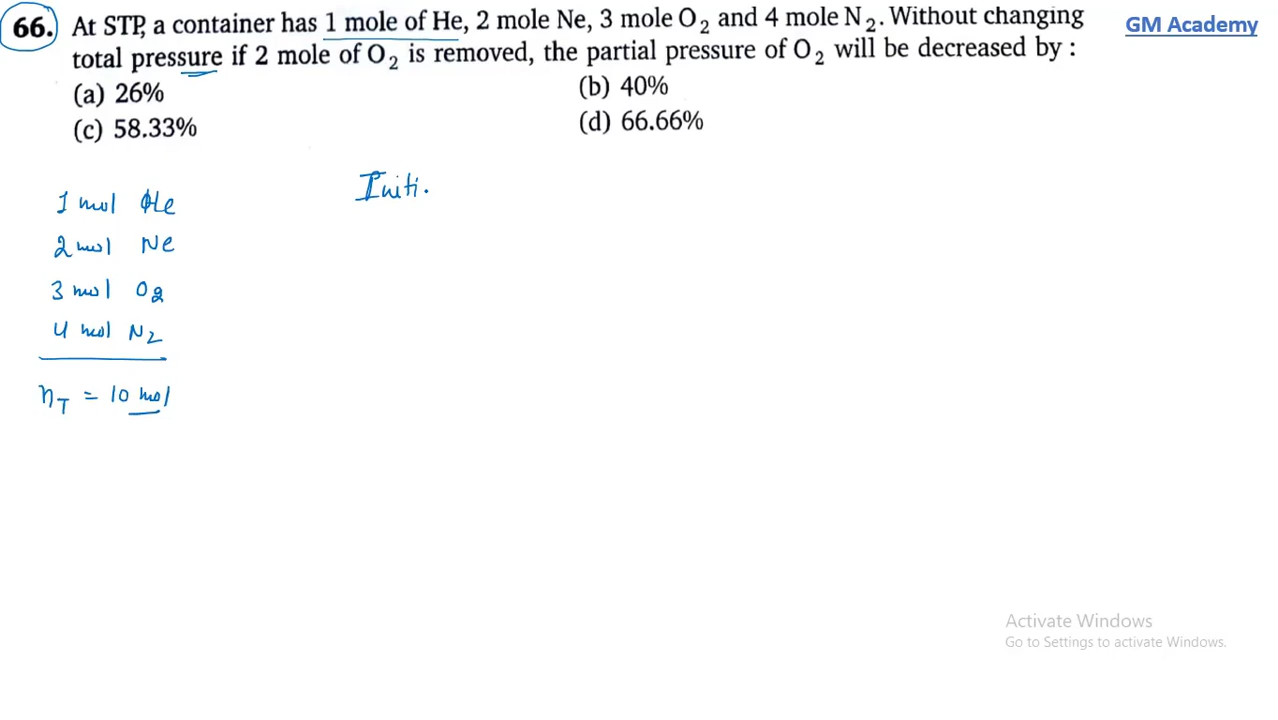 66. At STP, a container has 1 mole of He, 2 mole Ne, 3 mole O₂ and 4 mole N₂. Without changing
GM Academy
total pressure if 2 mole of O₂ is removed, the partial pressure of O₂ will be decreased by :
(a) 26%
(b) 40%
(c) 58.33%
(d) 66.66%
Initi.
1 mol He
2 mol Ne
3 mol O₂
4 mol N₂
n_T = 10 mol
Activate Windows
Go to Settings to activate Windows.